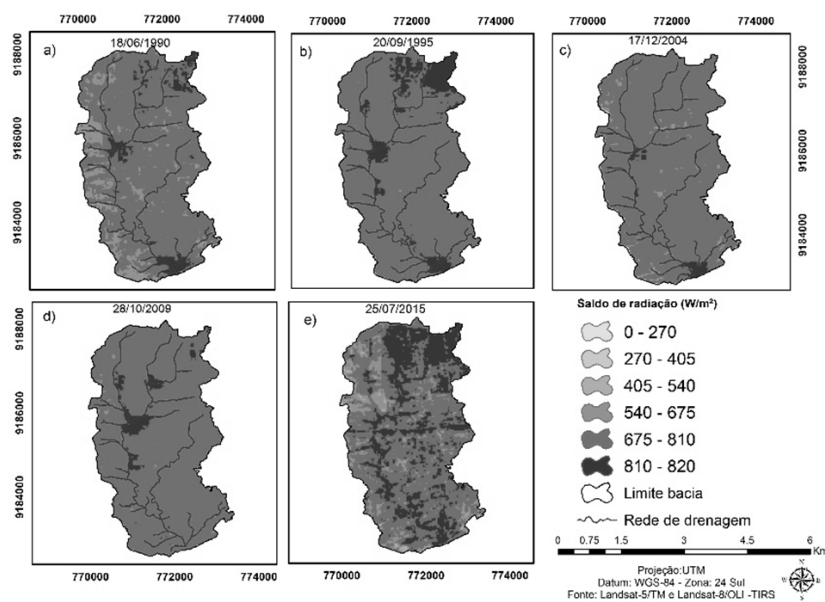 770000 772000 774000
770000 772000 774000
770000 772000 774000
a) 18/06/1990
b) 20/09/1995
c) 17/12/2004
9188000
9186000
9184000
9188000
9186000
9184000
d) 28/10/2009
e) 25/07/2015
9188000
9186000
9184000
770000 772000 774000
770000 772000 774000
Saldo de radiação (W/m²)
0 - 270
270 - 405
405 - 540
540 - 675
675 - 810
810 - 820
Limite bacia
Rede de drenagem
0 0.75 1.5 3 4.5 6
Km
Projeção:UTM
Datum: WGS-84 - Zona: 24 Sul
Fonte: Landsat-5/TM e Landsat-8/OLI -TIRS
N
W
E
S